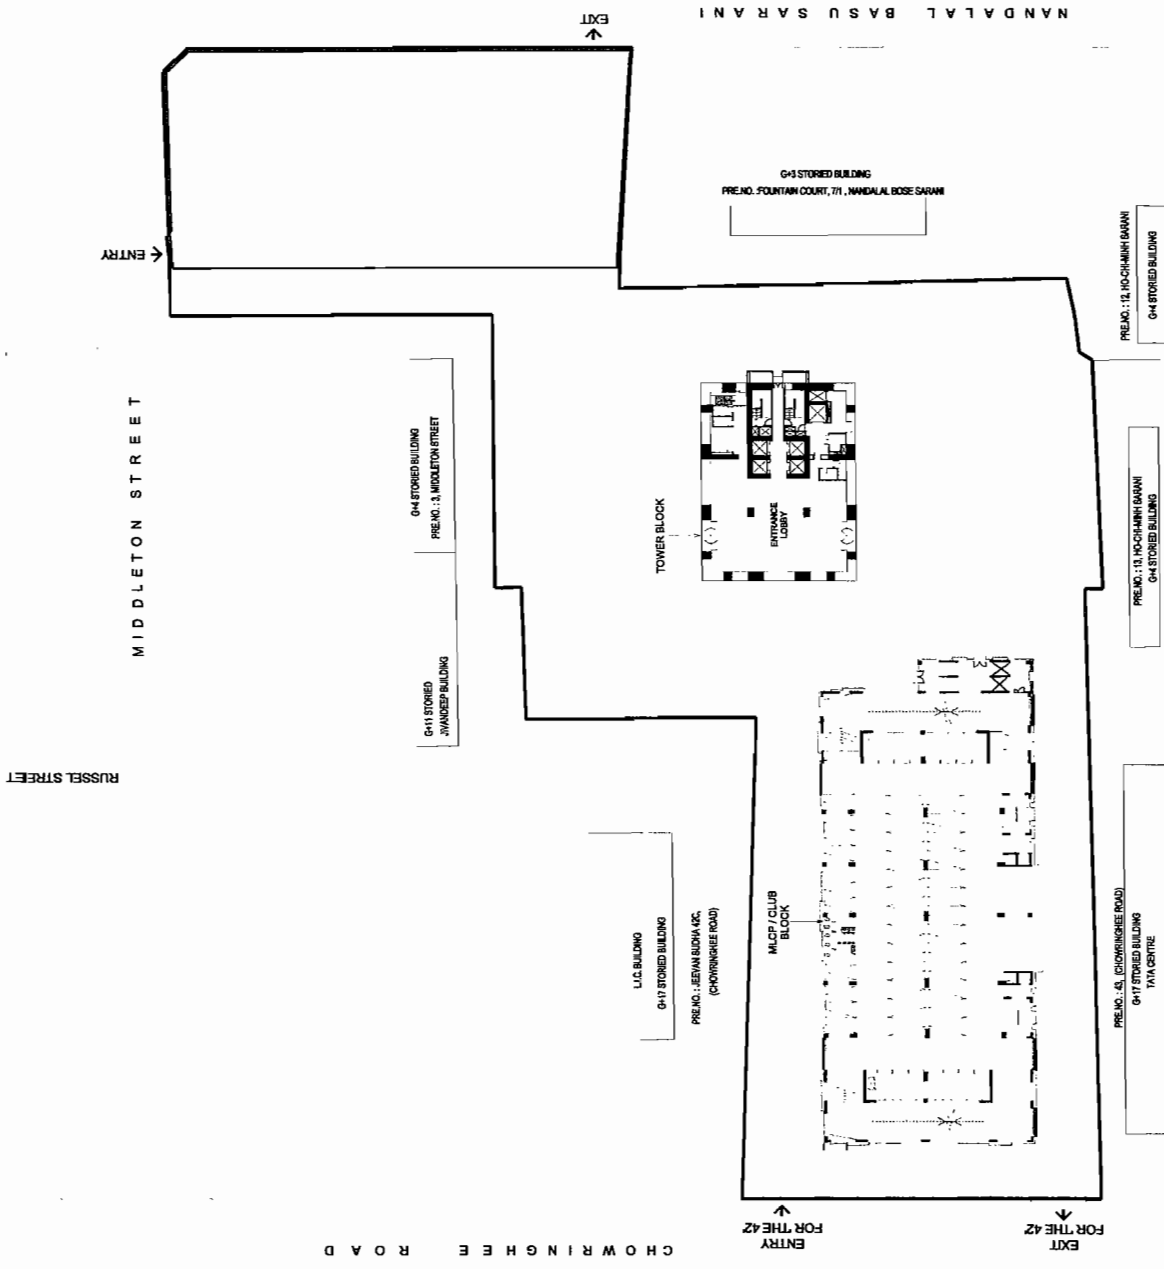 NANDALAL BASU SARANI
EXIT
G+3 STORIED BUILDING
PRE.NO. :FOUNTAIN COURT, 7/1 , NANDALAL BOSE SARANI
ENTRY
PRE.NO. : 12, HO-CHI-MINH SARANI
G+4 STORIED BUILDING
MIDDLETON STREET
G+4 STORIED BUILDING
PRE.NO. : 3, MIDDLETON STREET
TOWER BLOCK
ENTRANCE
LOBBY
PRE.NO. : 13, HO-CHI-MINH SARANI
G+4 STORIED BUILDING
G+11 STORIED
JIVANDEEP BUILDING
RUSSEL STREET
L.I.C. BUILDING
G+17 STORIED BUILDING
PRE.NO. : JEEVAN SUDHA 42C,
(CHOWRINGHEE ROAD)
MLCP / CLUB
BLOCK
PRE.NO. : 43, (CHOWRINGHEE ROAD)
G+17 STORIED BUILDING
TATA CENTRE
ENTRY
FOR THE 42'
EXIT
FOR THE 42'
CHOWRINGHEE ROAD